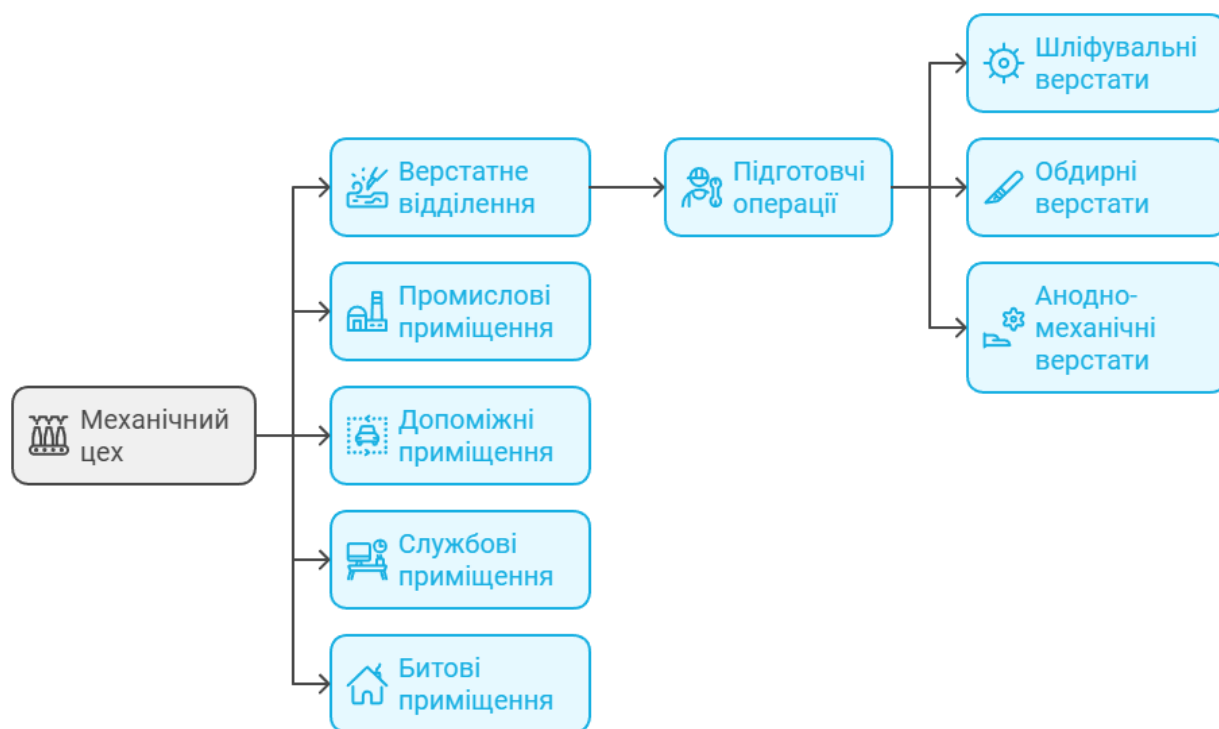 Шліфувальні
верстати
Верстатне
відділення
Підготовчі
операції
Обдирні
верстати
Промислові
приміщення
Анодно-
механічні
верстати
Механічний
цех
Допоміжні
приміщення
Службові
приміщення
Битові
приміщення